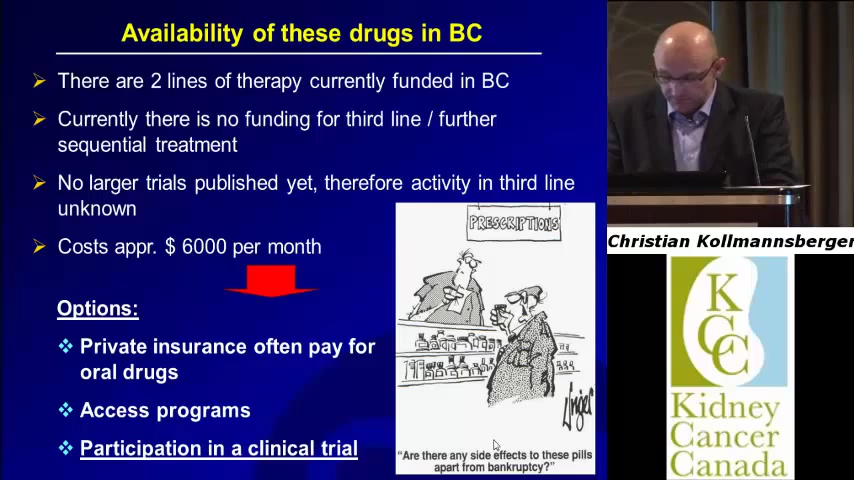 Availability of these drugs in BC
There are 2 lines of therapy currently funded in BC
Currently there is no funding for third line / further
sequential treatment
No larger trials published yet, therefore activity in third line
unknown
Costs appr. $ 6000 per month
Options:
Private insurance often pay for
oral drugs
Access programs
Participation in a clinical trial
PRESCRIPTIONS
"Are there any side effects to these pills
apart from bankruptcy?"
Christian Kollmannsberger
K
C
C
Kidney
Cancer
Canada